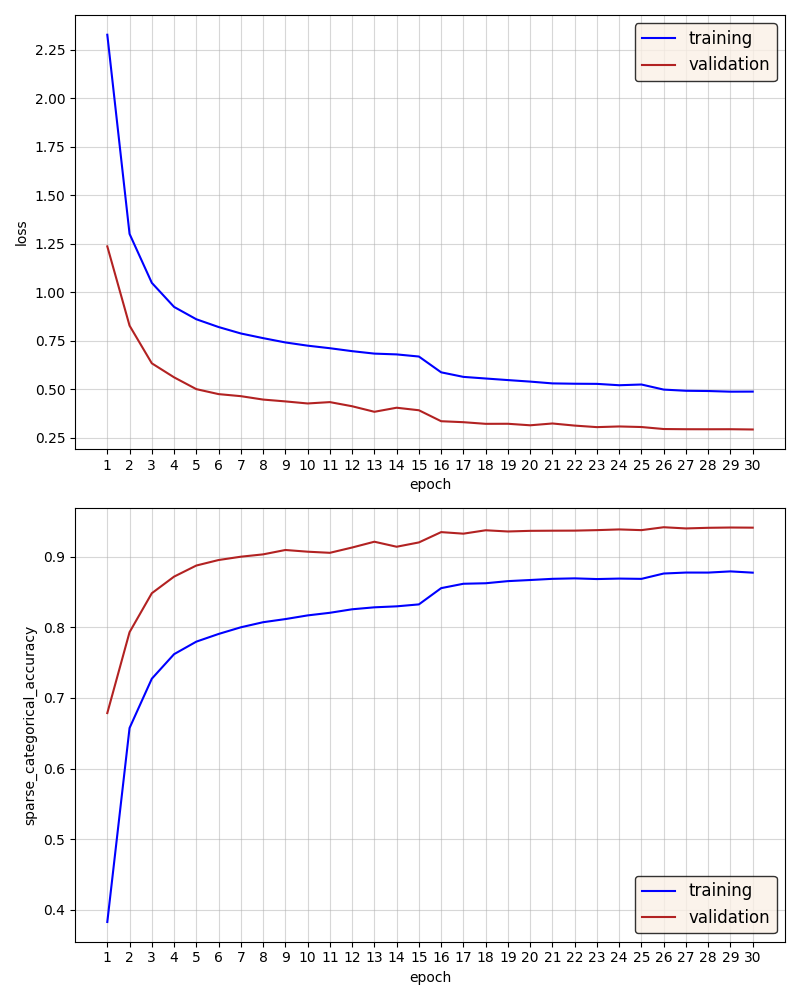 2.25
2.00
1.75
1.50
1.25
1.00
0.75
0.50
0.25
loss
training
validation
1 2 3 4 5 6 7 8 9 10 11 12 13 14 15 16 17 18 19 20 21 22 23 24 25 26 27 28 29 30
epoch
0.9
0.8
0.7
0.6
0.5
0.4
sparse_categorical_accuracy
training
validation
1 2 3 4 5 6 7 8 9 10 11 12 13 14 15 16 17 18 19 20 21 22 23 24 25 26 27 28 29 30
epoch